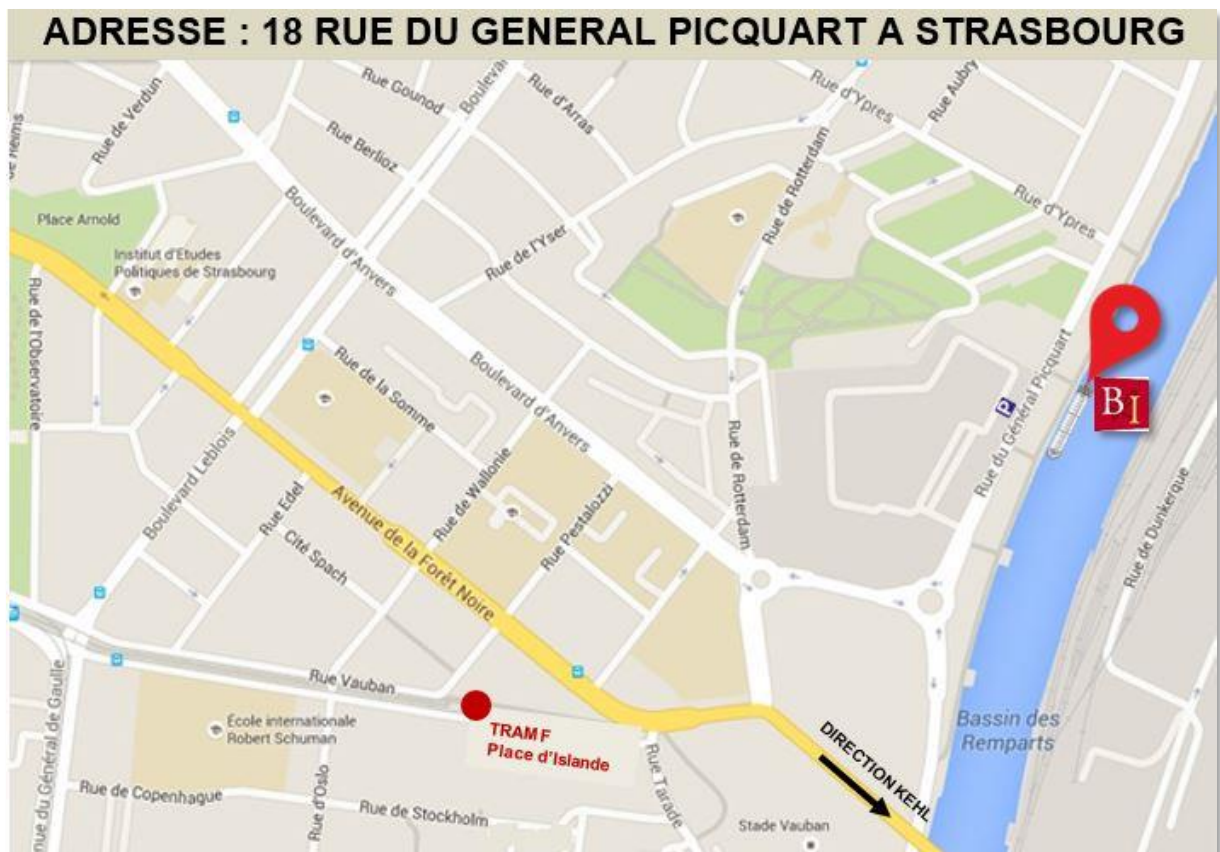 ADRESSE : 18 RUE DU GENERAL PICQUART A STRASBOURG
Rue Gounod
Rue d'Arras
Rue d'Ypres
Rue Aubry
Rue de Verdun
Rue Berlioz
Rue de Rotterdam
Place Arnold
Institut d'Etudes
Politiques de Strasbourg
Boulevard d'Anvers
Rue de l'Yser
Rue d'Ypres
Rue de l'Observatoire
Rue de la Somme
Boulevard d'Anvers
Rue du Général Picquart
P
BI
Boulevard Leblois
Rue Edel
Rue de Wallonie
Rue Pestalozzi
Rue de Rotterdam
Rue de Dunkerque
Cité Spach
Avenue de la Forêt Noire
Rue Vauban
École internationale
Robert Schuman
TRAM F
Place d'Islande
Bassin des
Remparts
DIRECTION KEHL
nue du Général de Gaulle
Rue de Copenhague
Rue d'Oslo
Rue de Stockholm
Rue Tarade
Stade Vauban